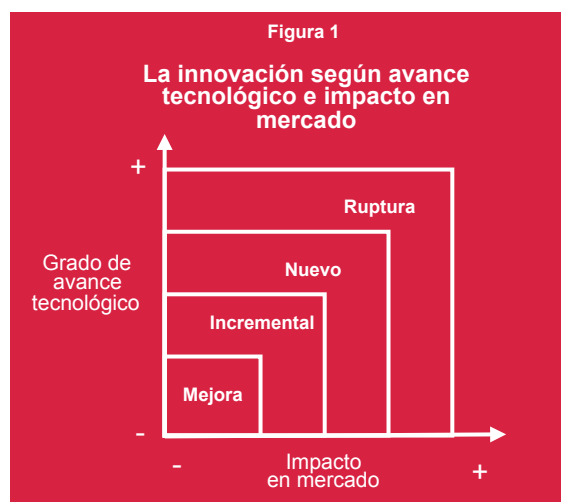 Figura 1
La innovación según avance
tecnológico e impacto en
mercado
+
Ruptura
Grado de
avance
tecnológico
Nuevo
Incremental
Mejora
-
-
Impacto
en mercado
+